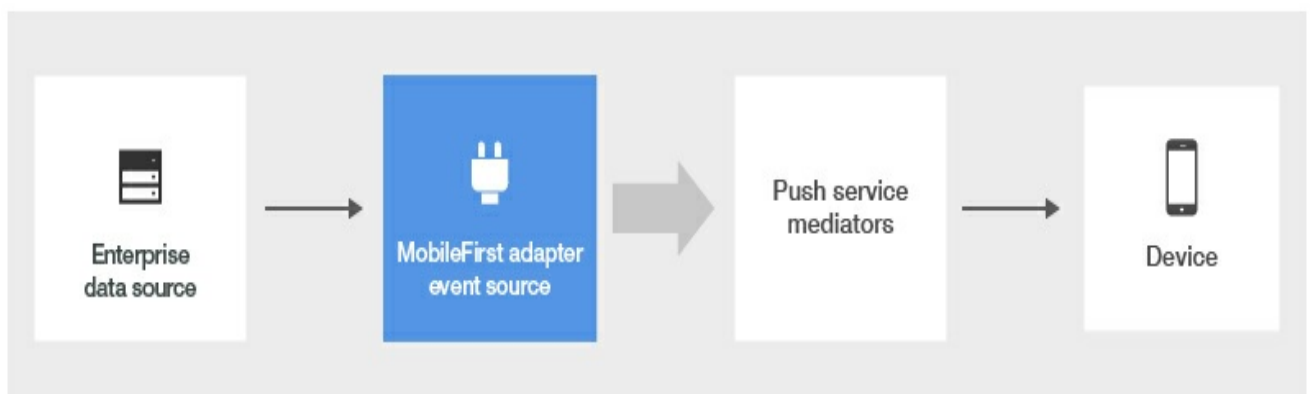 Enterprise
data source
MobileFirst adapter
event source
Push service
mediators
Device